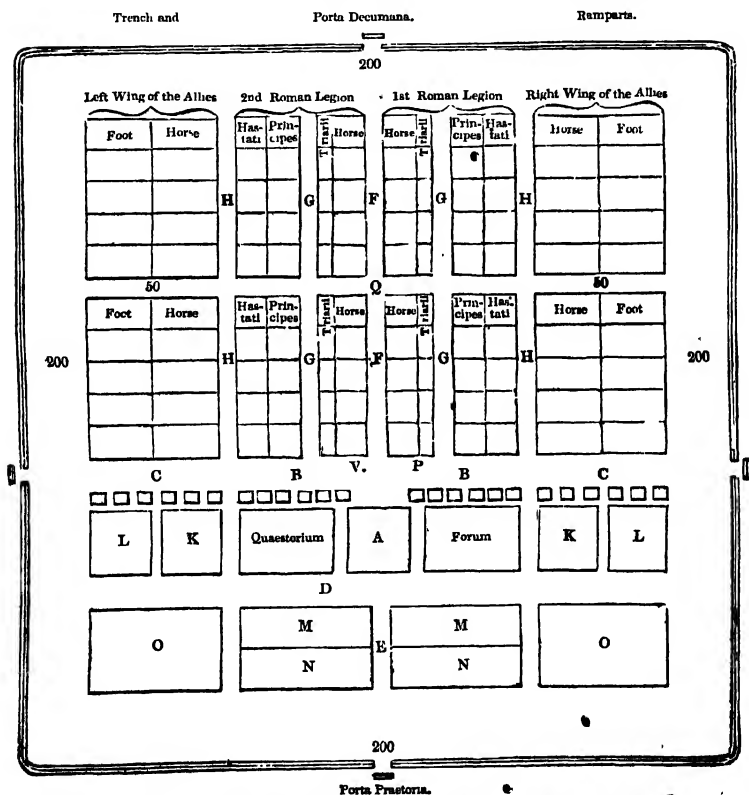 Trench and Porta Decumana. Ramparts.
200
Left Wing of the Allies 2nd Roman Legion 1st Roman Legion Right Wing of the Allies
Foot Horse Has-tati Prin-cipes Triarii Horse Horse Triarii Prin-cipes Has-tati Horse Foot
H G F G H
50 Q 50
Foot Horse Has-tati Prin-cipes Triarii Horse Horse Triarii Prin-cipes Has-tati Horse Foot
200 H G F G H 200
C B V. P B C
L K Quaestorium A Forum K L
D
O M E M O
N N
200
Porta Praetoria.